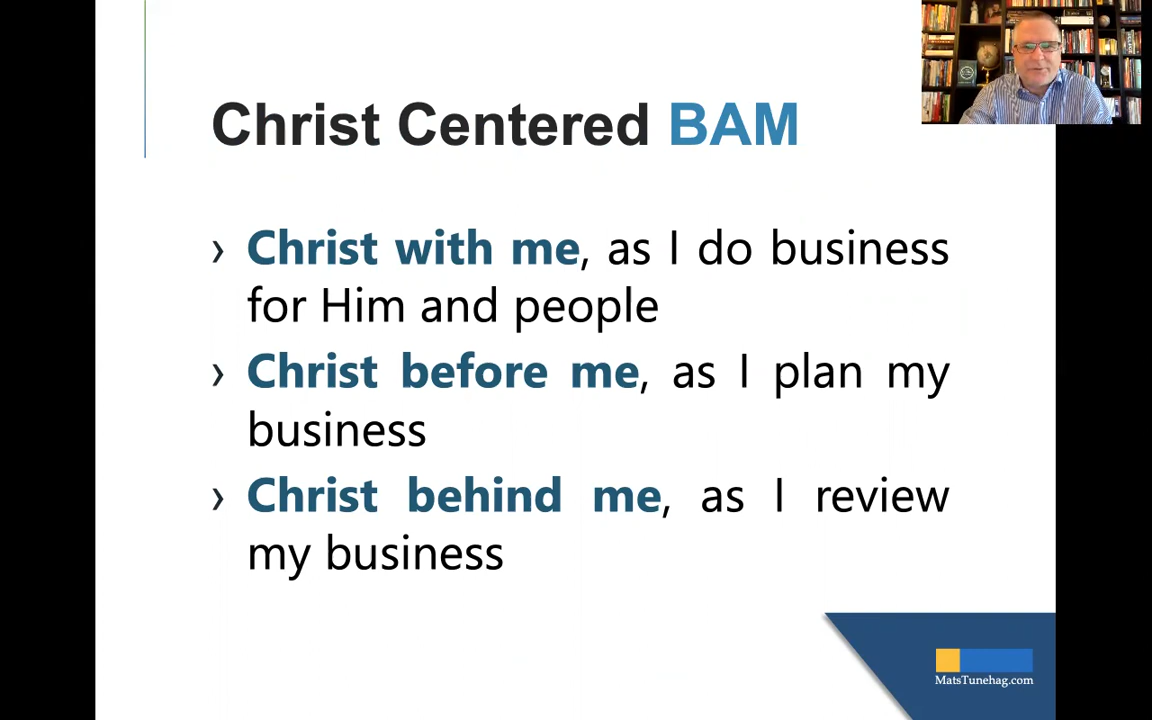 Christ Centered BAM
› Christ with me, as I do business
for Him and people
› Christ before me, as I plan my
business
› Christ behind me, as I review
my business
MatsTunehag.com